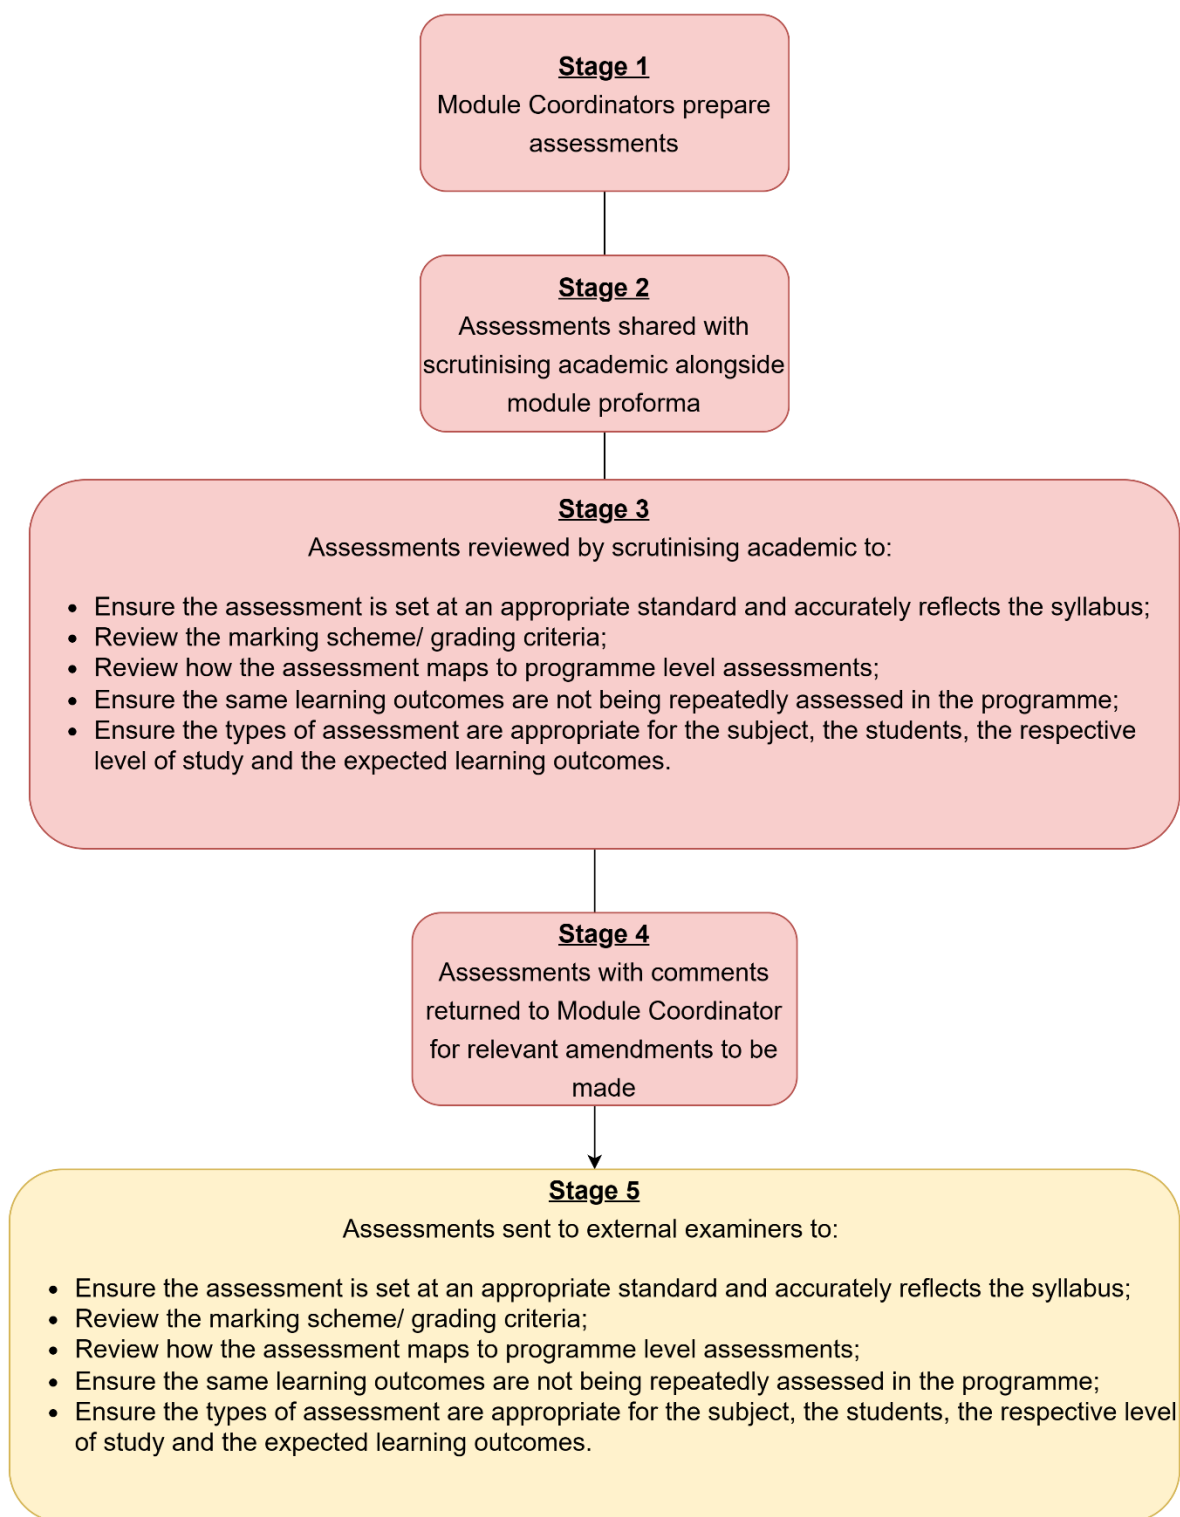 Stage 1
Module Coordinators prepare
assessments
Stage 2
Assessments shared with
scrutinising academic alongside
module proforma
Stage 3
Assessments reviewed by scrutinising academic to:
• Ensure the assessment is set at an appropriate standard and accurately reflects the syllabus;
• Review the marking scheme/ grading criteria;
• Review how the assessment maps to programme level assessments;
• Ensure the same learning outcomes are not being repeatedly assessed in the programme;
• Ensure the types of assessment are appropriate for the subject, the students, the respective
level of study and the expected learning outcomes.
Stage 4
Assessments with comments
returned to Module Coordinator
for relevant amendments to be
made
Stage 5
Assessments sent to external examiners to:
• Ensure the assessment is set at an appropriate standard and accurately reflects the syllabus;
• Review the marking scheme/ grading criteria;
• Review how the assessment maps to programme level assessments;
• Ensure the same learning outcomes are not being repeatedly assessed in the programme;
• Ensure the types of assessment are appropriate for the subject, the students, the respective level
of study and the expected learning outcomes.